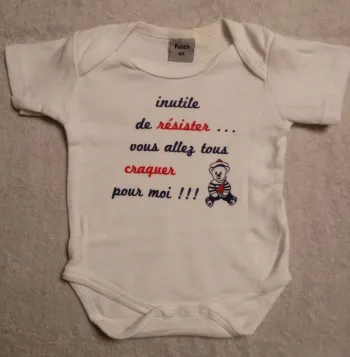 inutile
de résister ...
vous allez tous
craquer
pour moi !!!